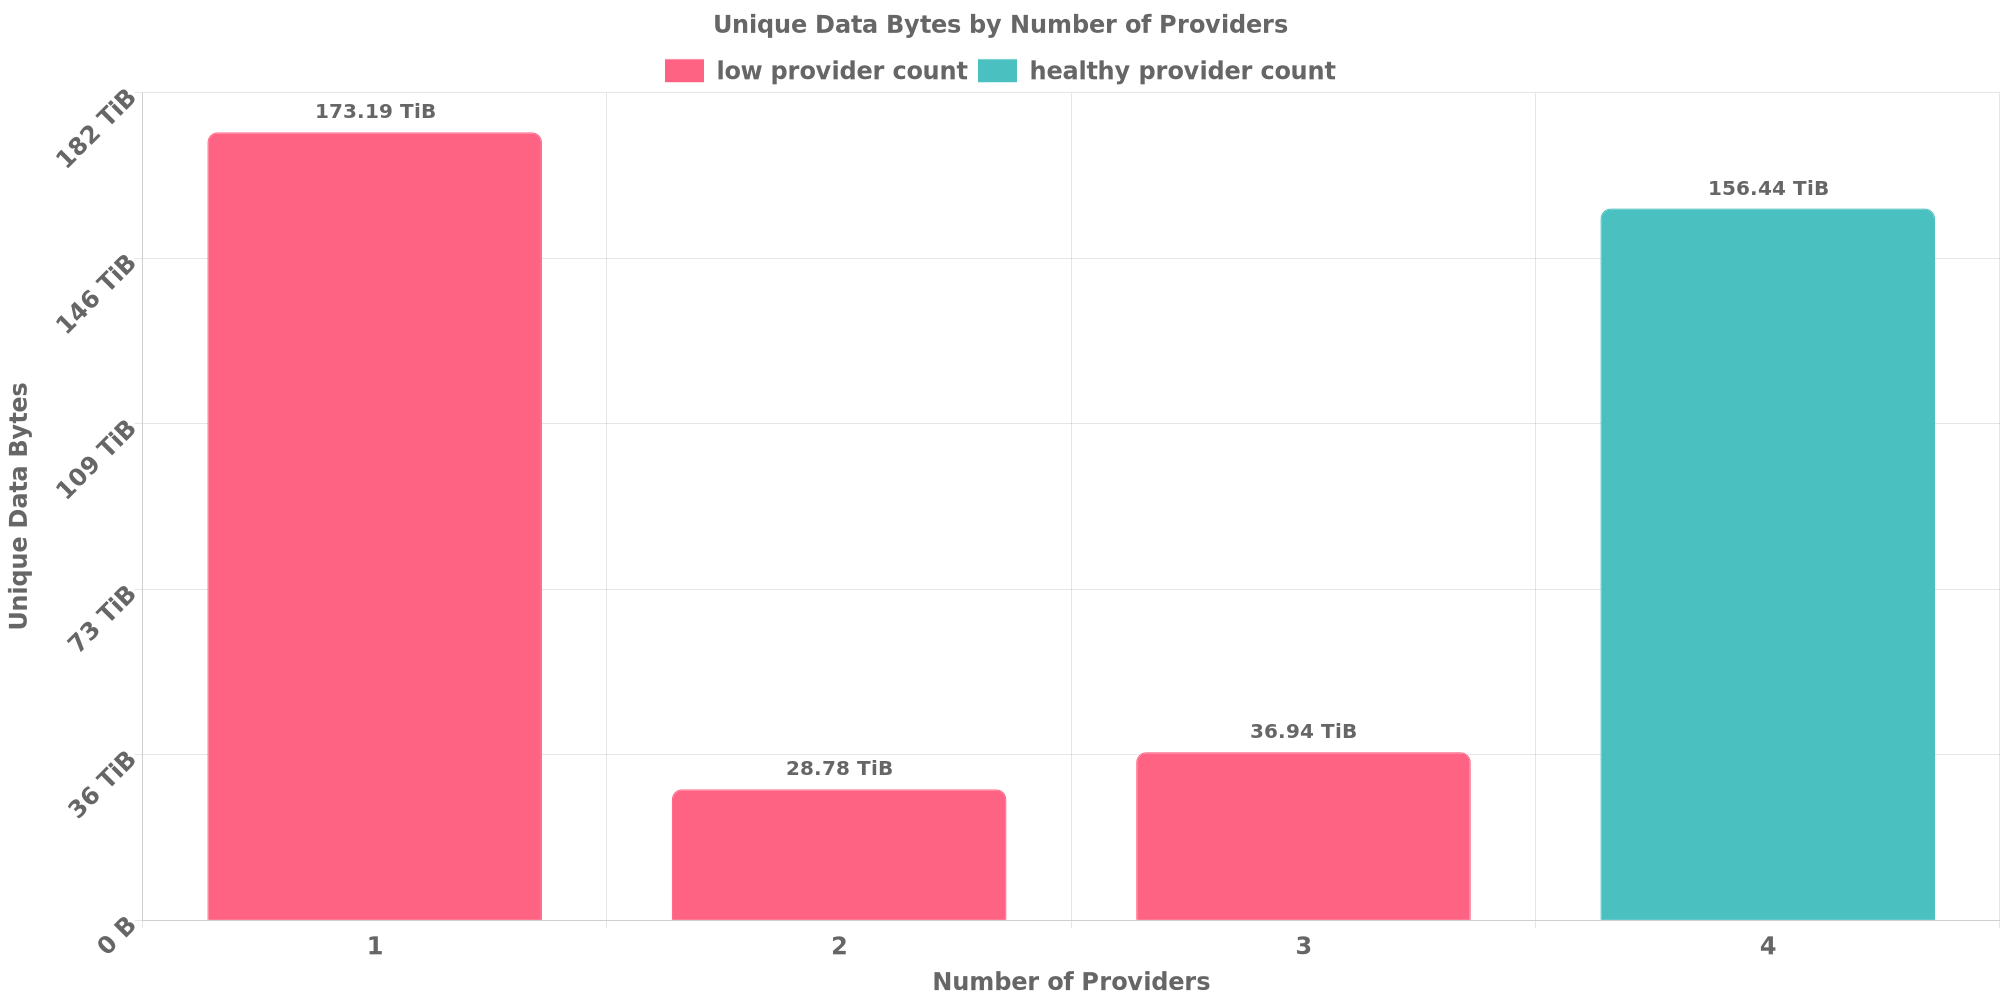 Unique Data Bytes by Number of Providers
low provider count healthy provider count
182 TiB
146 TiB
109 TiB
73 TiB
36 TiB
0 B
Unique Data Bytes
173.19 TiB
28.78 TiB
36.94 TiB
156.44 TiB
1 2 3 4
Number of Providers